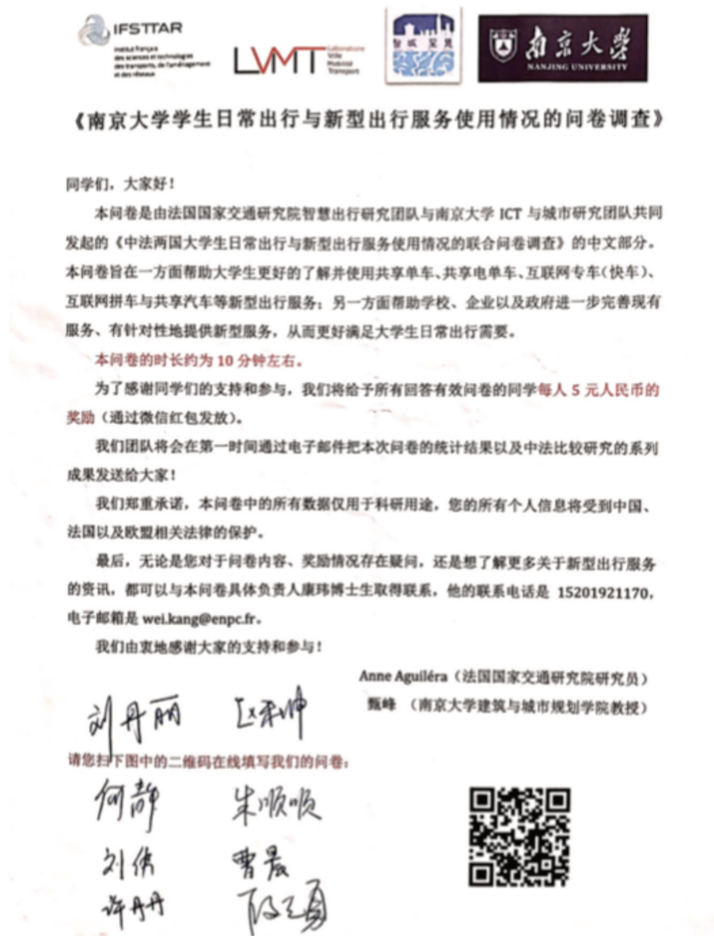 IFSTTAR
Institut français
des sciences et technologies
des transports, de l'aménagement
et des réseaux
LVMT
Laboratoire
Ville
Mobilité
Transport
南京大學
NANJING UNIVERSITY
《南京大学学生日常出行与新型出行服务使用情况的问卷调查》
同学们，大家好！
本问卷是由法国国家交通研究院智慧出行研究团队与南京大学 ICT 与城市研究团队共同
发起的《中法两国大学生日常出行与新型出行服务使用情况的联合问卷调查》的中文部分。
本问卷旨在一方面帮助大学生更好的了解并使用共享单车、共享电单车、互联网专车（快车）、
互联网拼车与共享汽车等新型出行服务；另一方面帮助学校、企业以及政府进一步完善现有
服务、有针对性地提供新型服务，从而更好满足大学生日常出行需要。
本问卷的时长约为 10 分钟左右。
为了感谢同学们的支持和参与，我们将给予所有回答有效问卷的同学每人 5 元人民币的
奖励（通过微信红包发放）。
我们团队将会在第一时间通过电子邮件把本次问卷的统计结果以及中法比较研究的系列
成果发送给大家！
我们郑重承诺，本问卷中的所有数据仅用于科研用途，您的所有个人信息将受到中国、
法国以及欧盟相关法律的保护。
最后，无论是您对于问卷内容、奖励情况存在疑问，还是想了解更多关于新型出行服务
的资讯，都可以与本问卷具体负责人康玮博士生取得联系，他的联系电话是 15201921170，
电子邮箱是 wei.kang@enpc.fr。
我们由衷地感谢大家的支持和参与！
Anne Aguiléra（法国国家交通研究院研究员）
甄峰 （南京大学建筑与城市规划学院教授）
刘丹丽
请您扫下图中的二维码在线填写我们的问卷：
何静 朱顺顺
曹晨
许丹丹